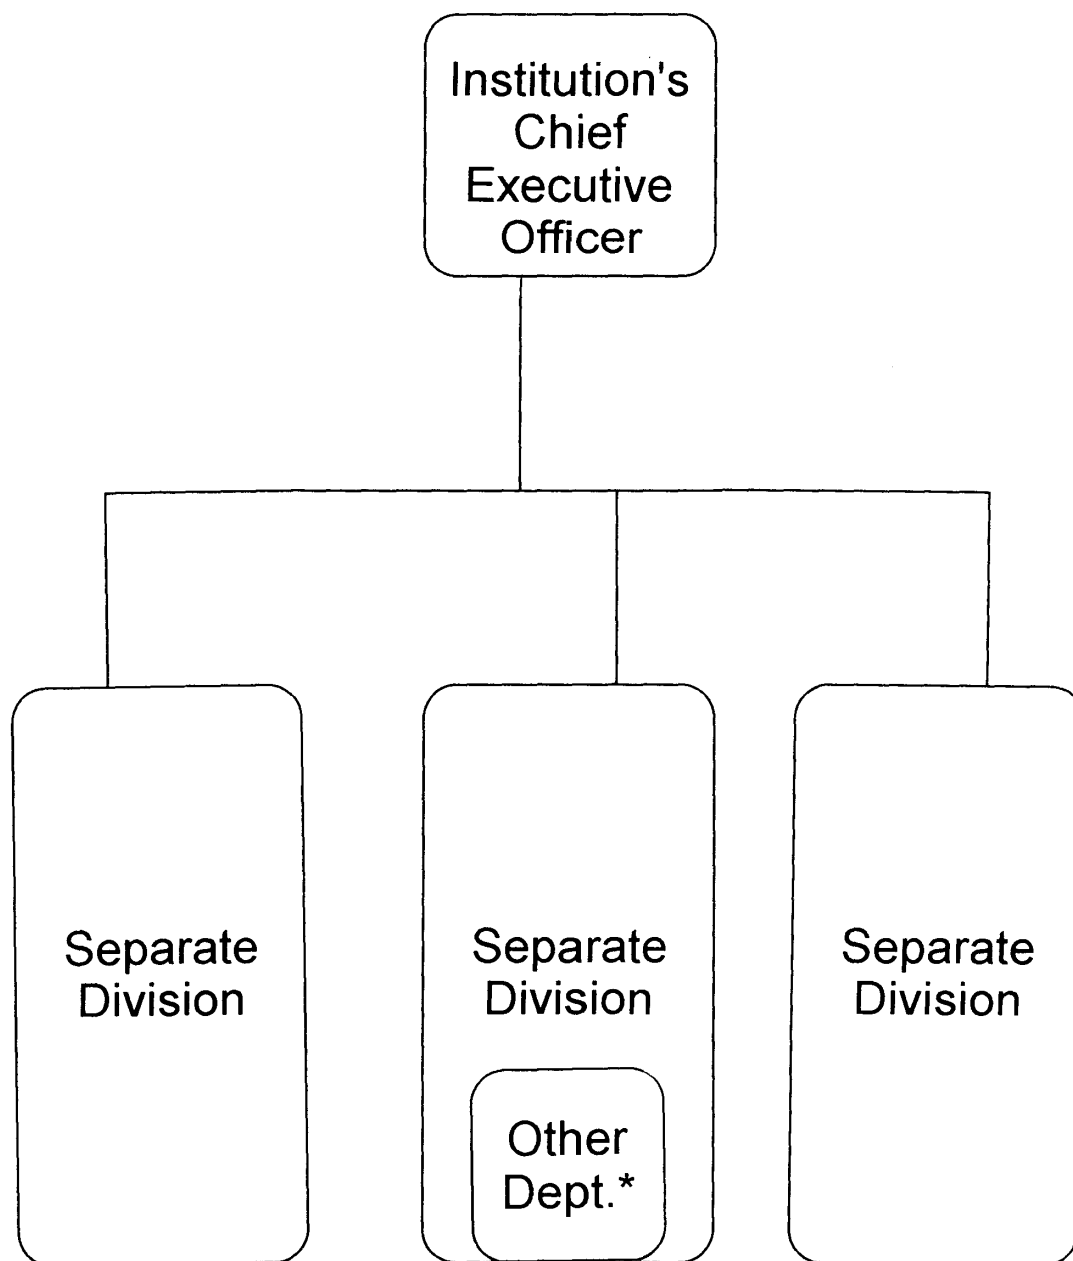 Institution's
Chief
Executive
Officer
Separate
Division
Separate
Division
Separate
Division
Other
Dept.*